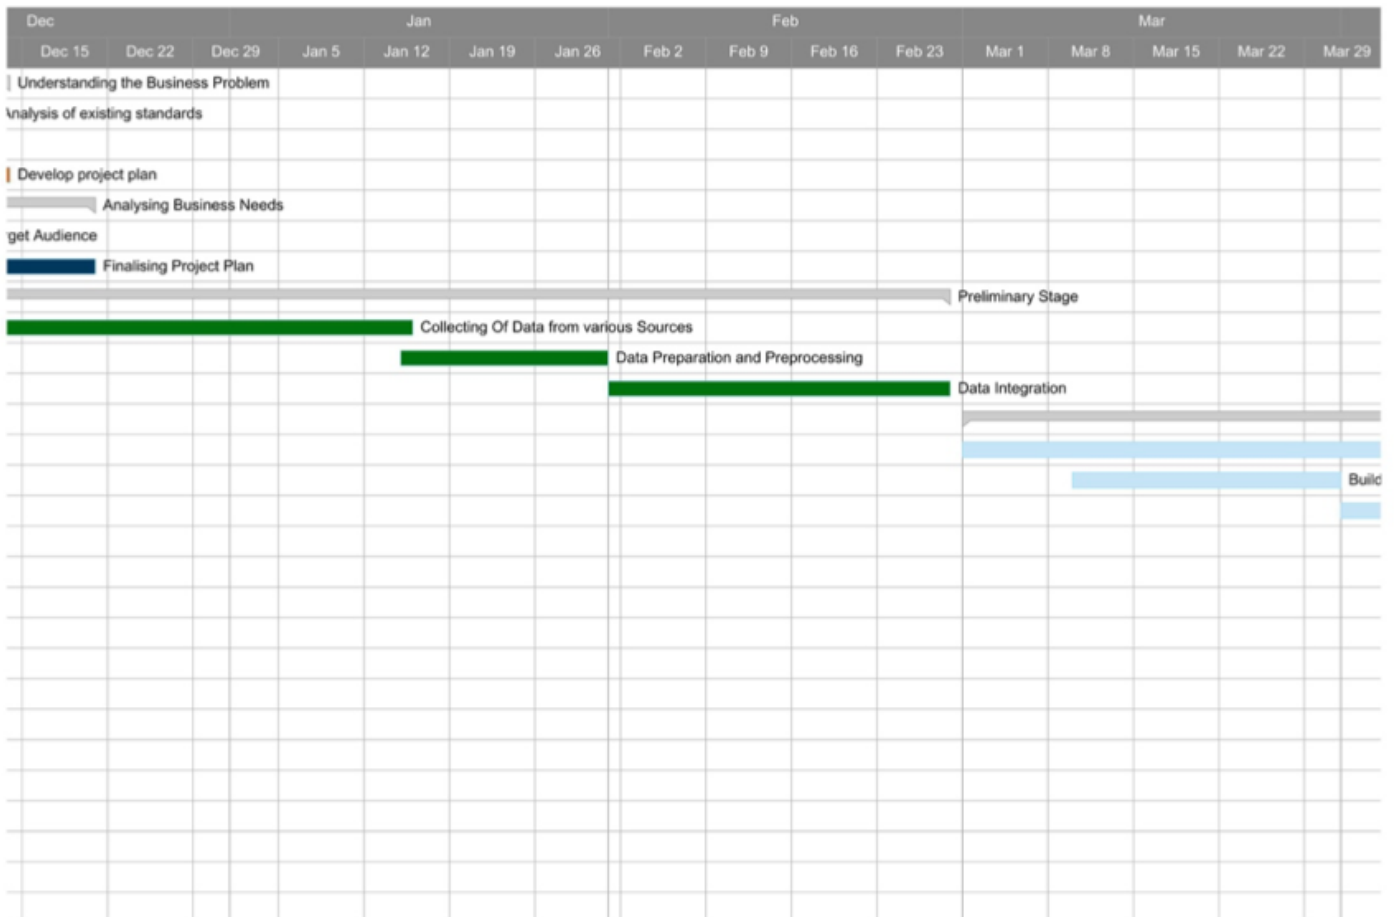 Dec Jan Feb Mar
Dec 15 Dec 22 Dec 29 Jan 5 Jan 12 Jan 19 Jan 26 Feb 2 Feb 9 Feb 16 Feb 23 Mar 1 Mar 8 Mar 15 Mar 22 Mar 29
Understanding the Business Problem
Analysis of existing standards
Develop project plan
Analysing Business Needs
rget Audience
Finalising Project Plan
Preliminary Stage
Collecting Of Data from various Sources
Data Preparation and Preprocessing
Data Integration
Build